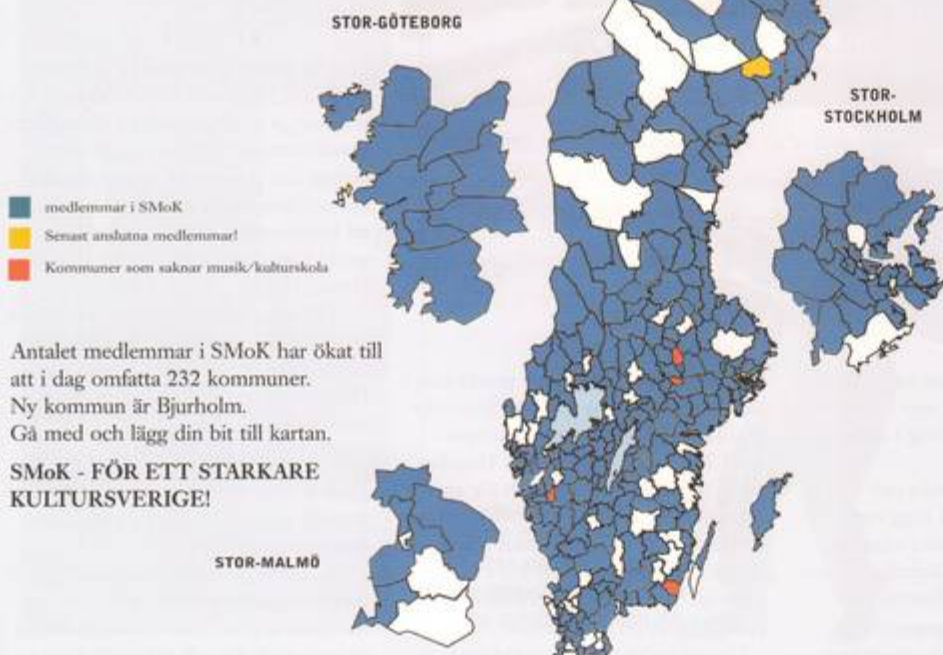 STOR-GÖTEBORG
STOR-
STOCKHOLM
medlemmar i SMoK
Senast anslutna medlemmar!
Kommuner som saknar musik/kulturskola
Antalet medlemmar i SMoK har ökat till
att i dag omfatta 232 kommuner.
Ny kommun är Bjurholm.
Gå med och lägg din bit till kartan.
SMoK - FÖR ETT STARKARE
KULTURSVERIGE!
STOR-MALMÖ